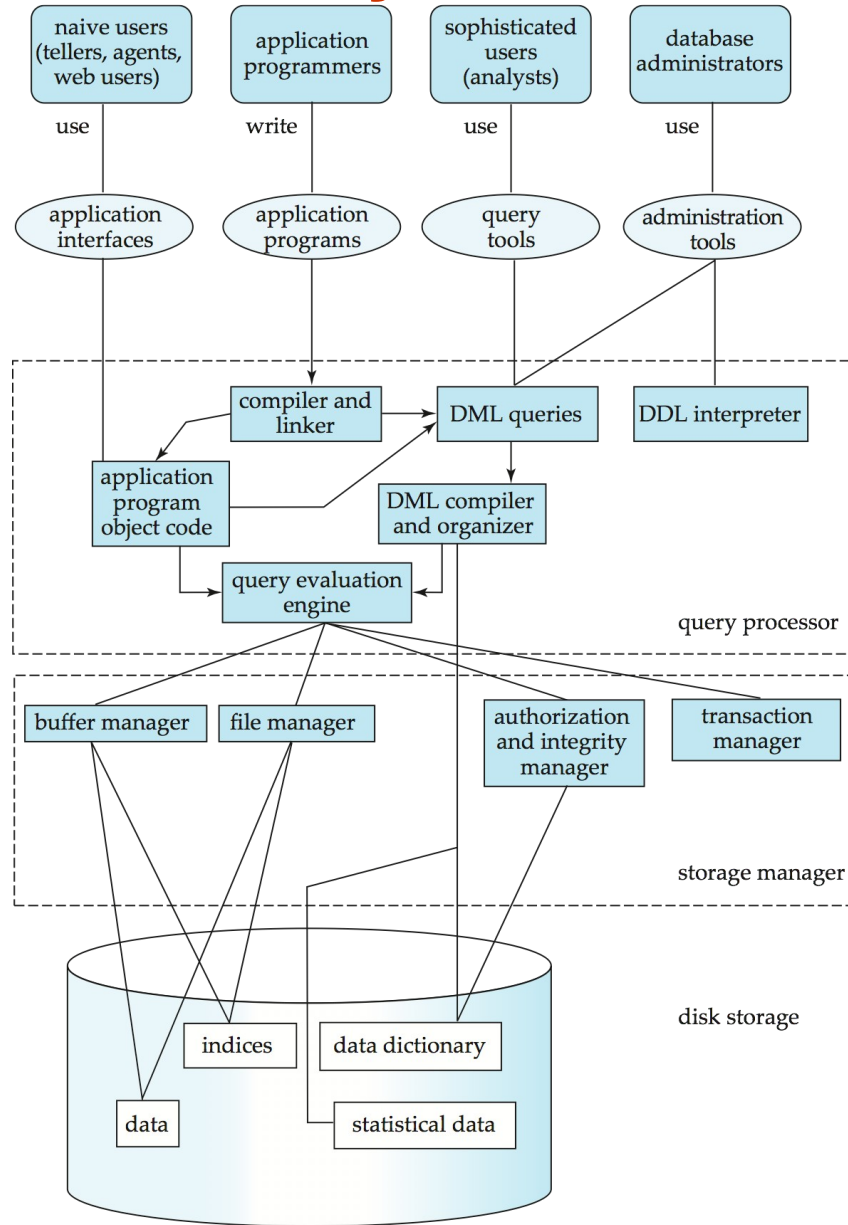 naive users
(tellers, agents,
web users)
application
programmers
sophisticated
users
(analysts)
database
administrators
use
write
use
use
application
interfaces
application
programs
query
tools
administration
tools
compiler and
linker
DML queries
DDL interpreter
application
program
object code
DML compiler
and organizer
query evaluation
engine
query processor
buffer manager
file manager
authorization
and integrity
manager
transaction
manager
storage manager
disk storage
indices
data dictionary
data
statistical data